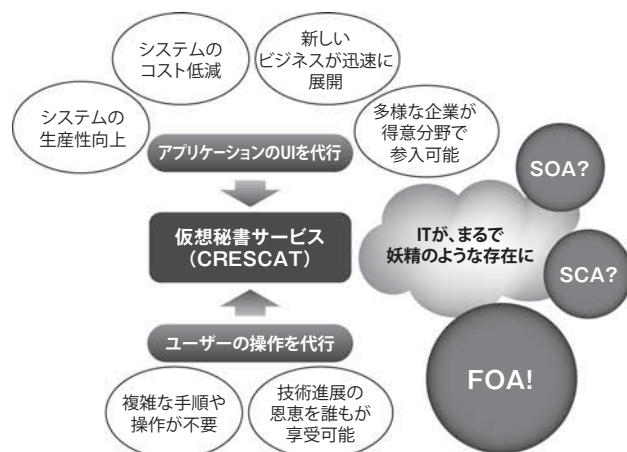 システムの
生産性向上
システムの
コスト低減
新しい
ビジネスが迅速に
展開
多様な企業が
得意分野で
参入可能
アプリケーションのUIを代行
仮想秘書サービス
（CRESCAT）
ITが、まるで
妖精のような存在に
SOA?
SCA?
FOA!
ユーザーの操作を代行
複雑な手順や
操作が不要
技術進展の
恩恵を誰もが
享受可能